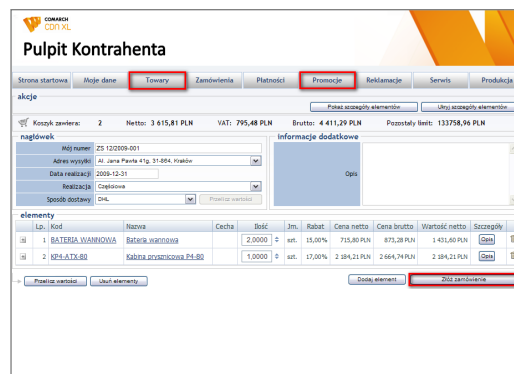 COMARCH
CDN XL
Pulpit Kontrahenta
Strona startowa Moje dane Towary Zamówienia Płatności Promocje Reklamacje Serwis Produkcja
akcje
Pokaż szczegóły elementów Ukryj szczegóły elementów
Koszyk zawiera: 2 Netto: 3 615,81 PLN VAT: 795,48 PLN Brutto: 4 411,29 PLN Pozostały limit: 133758,96 PLN
nagłówek Informacje dodatkowe
Mój numer ZS 12/2009-001
Adres wysyłki Al. Jana Pawła 41g, 31-864, Kraków
Data realizacji 2009-12-31 Opis
Realizacja Częściowa
Sposób dostawy DHL Przelicz wartości
elementy
Lp. Kod Nazwa Cecha Ilość Jm. Rabat Cena netto Cena brutto Wartość netto Szczegóły
1 BATERIA WANNOWA Bateria wannowa 2,0000 szt. 15,00% 715,80 PLN 873,28 PLN 1 431,60 PLN Opis
2 KP4-ATX-80 Kabina prysznicowa P4-80 1,0000 szt. 17,00% 2 184,21 PLN 2 664,74 PLN 2 184,21 PLN Opis
Przelicz wartości Usuń elementy Dodaj element Złóż zamówienie